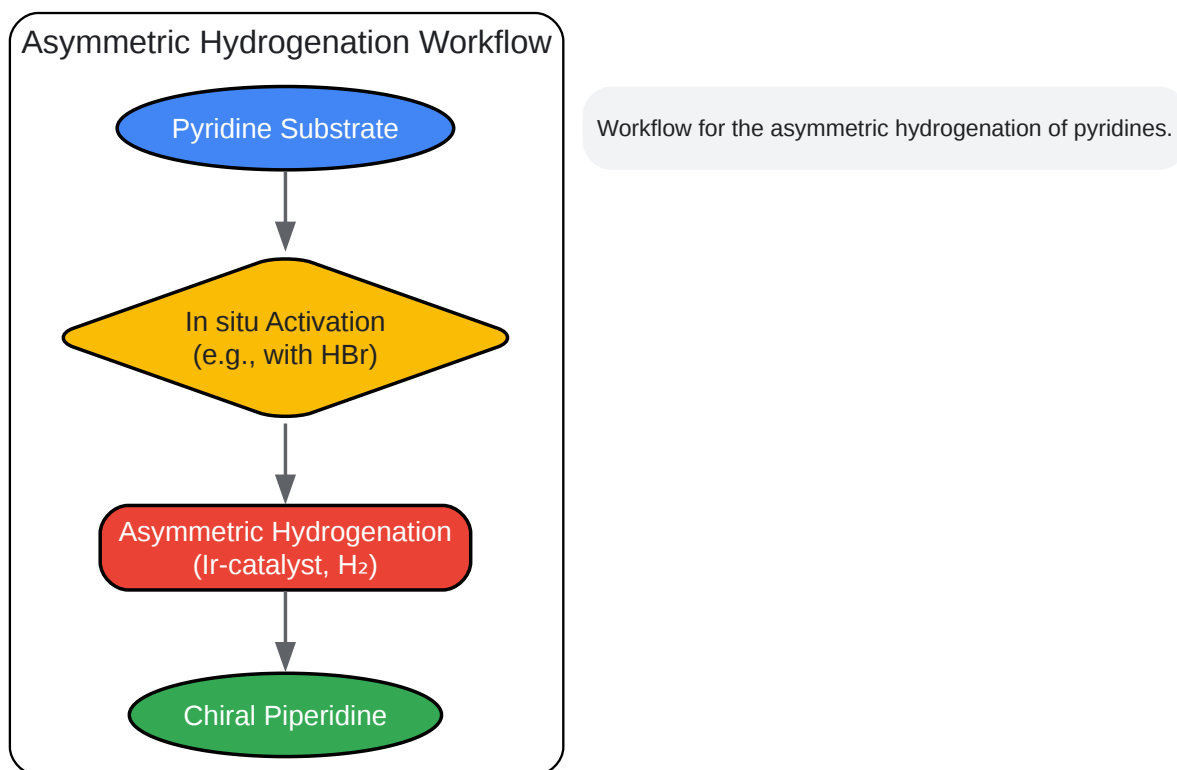 Asymmetric Hydrogenation Workflow
Pyridine Substrate
Workflow for the asymmetric hydrogenation of pyridines.
In situ Activation
(e.g., with HBr)
Asymmetric Hydrogenation
(Ir-catalyst, H₂)
Chiral Piperidine